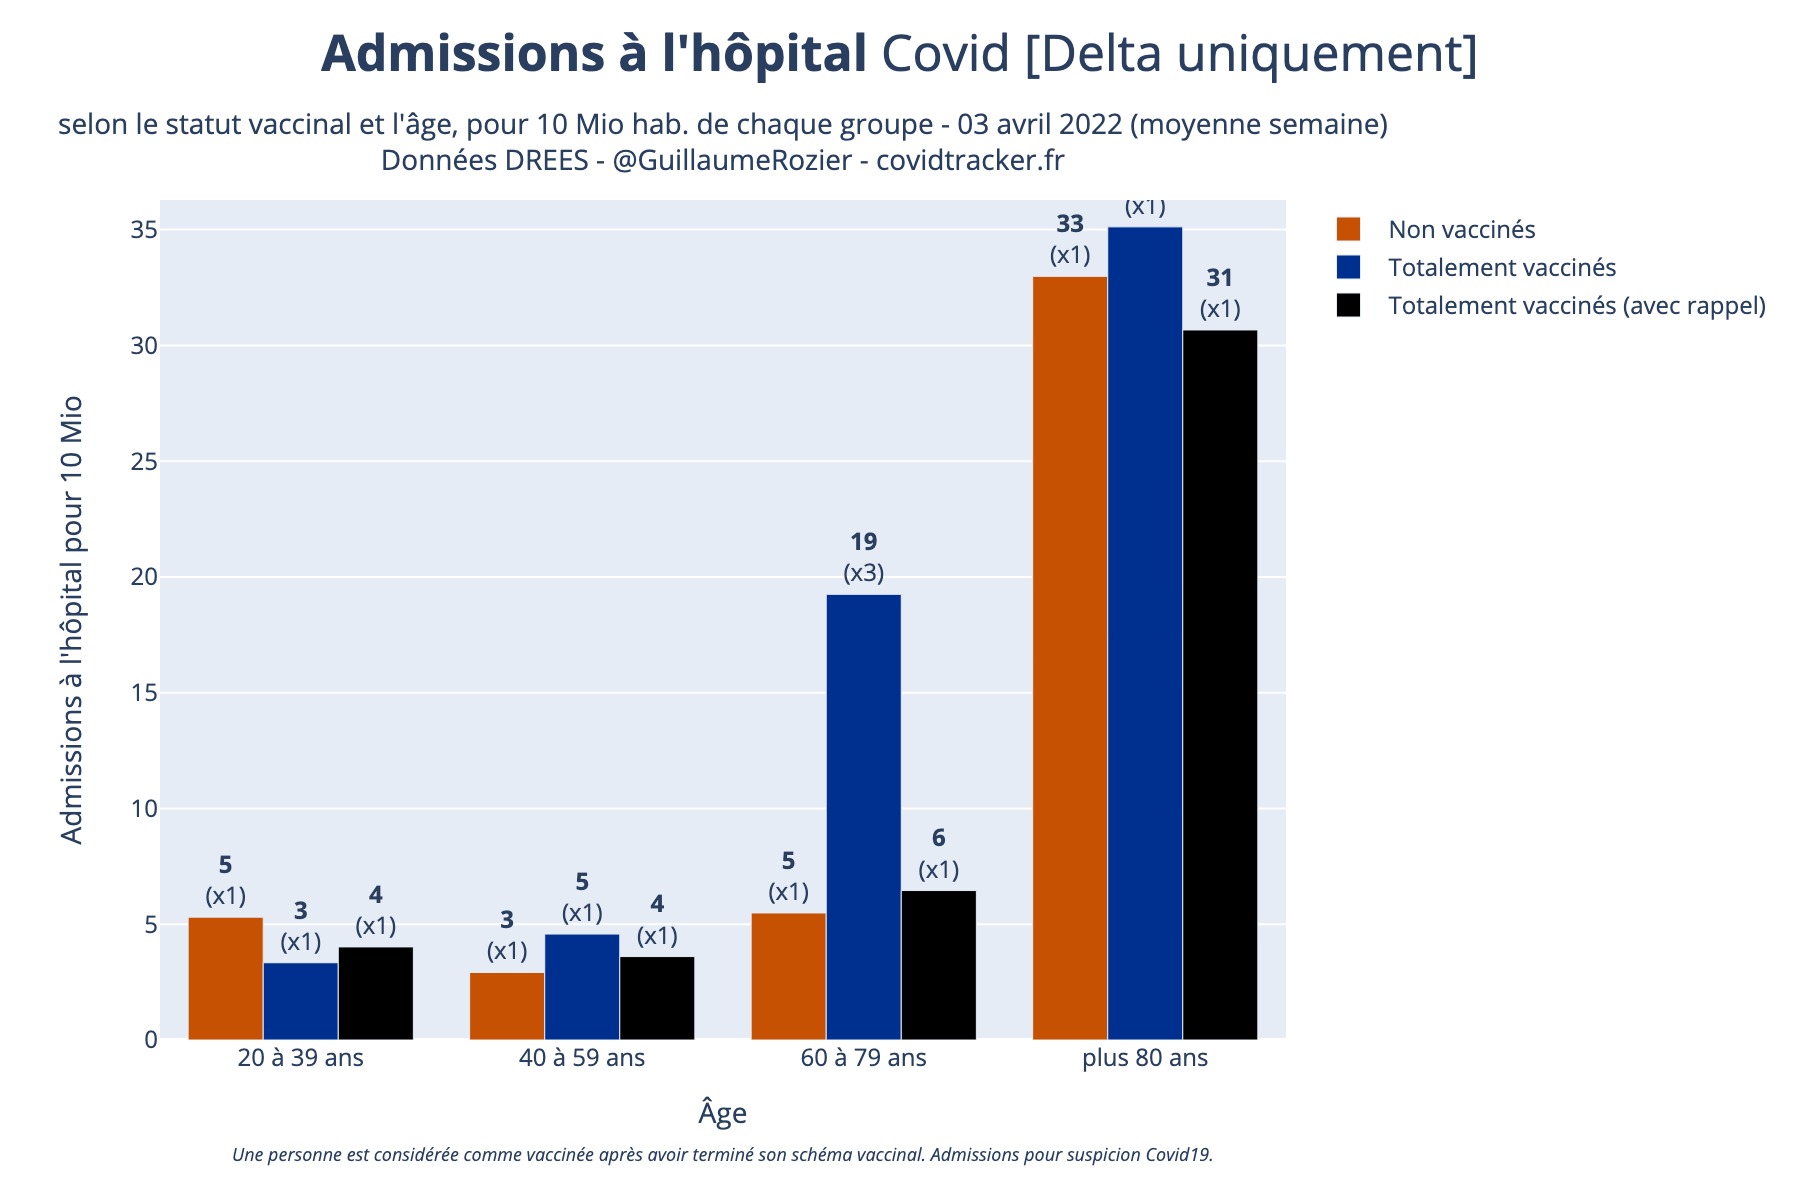 Admissions à l'hôpital Covid [Delta uniquement]
selon le statut vaccinal et l'âge, pour 10 Mio hab. de chaque groupe - 03 avril 2022 (moyenne semaine)
Données DREES - @GuillaumeRozier - covidtracker.fr
Non vaccinés
Totalement vaccinés
Totalement vaccinés (avec rappel)
Admissions à l'hôpital pour 10 Mio
35
30
25
20
15
10
5
0
5
(x1)
3
(x1)
4
(x1)
3
(x1)
5
(x1)
4
(x1)
5
(x1)
19
(x3)
6
(x1)
33
(x1)
(x1)
31
(x1)
20 à 39 ans
40 à 59 ans
60 à 79 ans
plus 80 ans
Âge
Une personne est considérée comme vaccinée après avoir terminé son schéma vaccinal. Admissions pour suspicion Covid19.